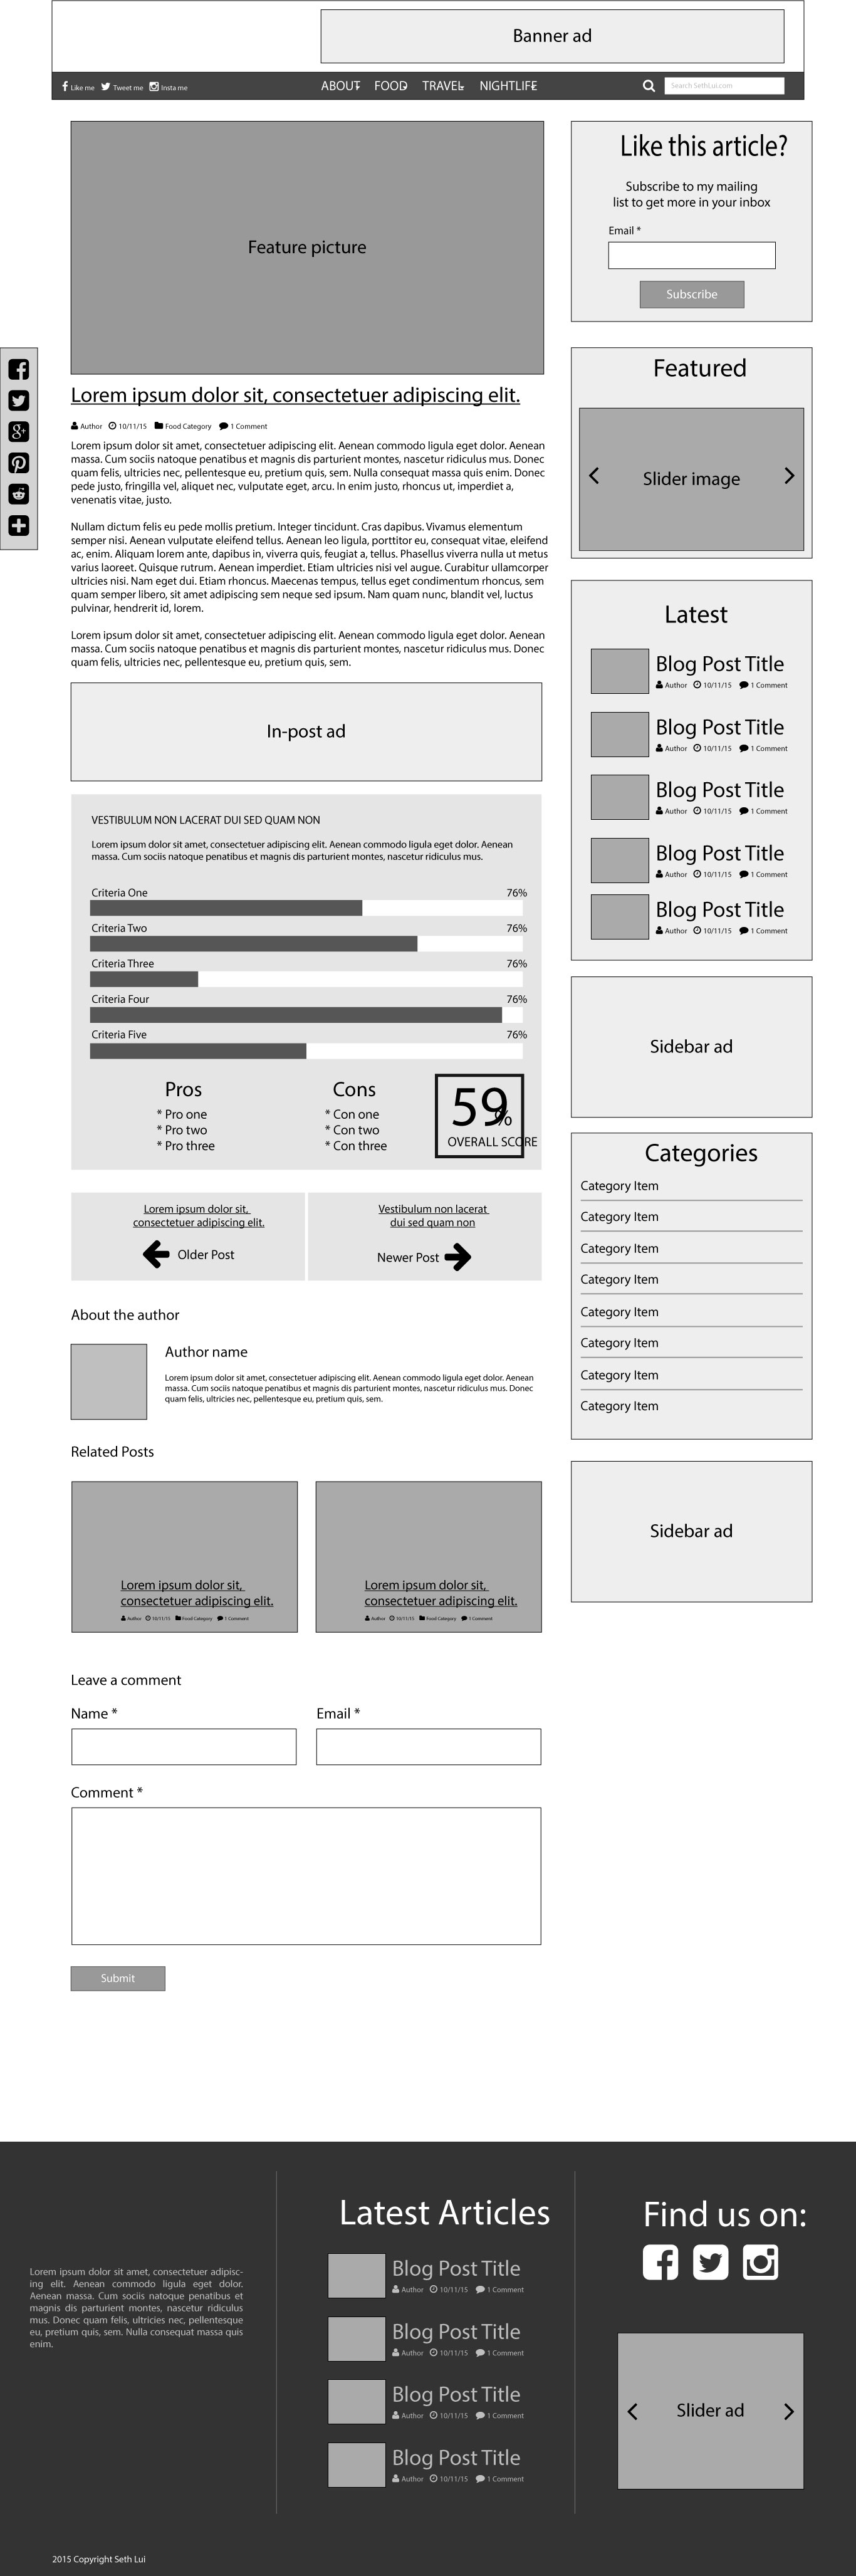 Banner ad
Like me Tweet me Insta me ABOUT FOOD TRAVEL NIGHTLIFE Search SethLui.com
Feature picture
Lorem ipsum dolor sit, consectetuer adipiscing elit.
Author 10/11/15 Food Category 1 Comment
Lorem ipsum dolor sit amet, consectetuer adipiscing elit. Aenean commodo ligula eget dolor. Aenean
massa. Cum sociis natoque penatibus et magnis dis parturient montes, nascetur ridiculus mus. Donec
quam felis, ultricies nec, pellentesque eu, pretium quis, sem. Nulla consequat massa quis enim. Donec
pede justo, fringilla vel, aliquet nec, vulputate eget, arcu. In enim justo, rhoncus ut, imperdiet a,
venenatis vitae, justo.
Nullam dictum felis eu pede mollis pretium. Integer tincidunt. Cras dapibus. Vivamus elementum
semper nisi. Aenean vulputate eleifend tellus. Aenean leo ligula, porttitor eu, consequat vitae, eleifend
ac, enim. Aliquam lorem ante, dapibus in, viverra quis, feugiat a, tellus. Phasellus viverra nulla ut metus
varius laoreet. Quisque rutrum. Aenean imperdiet. Etiam ultricies nisi vel augue. Curabitur ullamcorper
ultricies nisi. Nam eget dui. Etiam rhoncus. Maecenas tempus, tellus eget condimentum rhoncus, sem
quam semper libero, sit amet adipiscing sem neque sed ipsum. Nam quam nunc, blandit vel, luctus
pulvinar, hendrerit id, lorem.
Lorem ipsum dolor sit amet, consectetuer adipiscing elit. Aenean commodo ligula eget dolor. Aenean
massa. Cum sociis natoque penatibus et magnis dis parturient montes, nascetur ridiculus mus. Donec
quam felis, ultricies nec, pellentesque eu, pretium quis, sem.
In-post ad
VESTIBULUM NON LACERAT DUI SED QUAM NON
Lorem ipsum dolor sit amet, consectetuer adipiscing elit. Aenean commodo ligula eget dolor. Aenean
massa. Cum sociis natoque penatibus et magnis dis parturient montes, nascetur ridiculus mus.
Criteria One 76%
Criteria Two 76%
Criteria Three 76%
Criteria Four 76%
Criteria Five 76%
Pros
* Pro one
* Pro two
* Pro three
Cons
* Con one
* Con two
* Con three
59%
OVERALL SCORE
Lorem ipsum dolor sit,
consectetuer adipiscing elit.
Older Post
Vestibulum non lacerat
dui sed quam non
Newer Post
About the author
Author name
Lorem ipsum dolor sit amet, consectetuer adipiscing elit. Aenean commodo ligula eget dolor. Aenean
massa. Cum sociis natoque penatibus et magnis dis parturient montes, nascetur ridiculus mus. Donec
quam felis, ultricies nec, pellentesque eu, pretium quis, sem.
Related Posts
Lorem ipsum dolor sit,
consectetuer adipiscing elit.
Author 10/11/15 Food Category 1 Comment
Lorem ipsum dolor sit,
consectetuer adipiscing elit.
Author 10/11/15 Food Category 1 Comment
Leave a comment
Name * Email *
Comment *
Submit
Like this article?
Subscribe to my mailing
list to get more in your inbox
Email *
Subscribe
Featured
Slider image
Latest
Blog Post Title
Author 10/11/15 1 Comment
Blog Post Title
Author 10/11/15 1 Comment
Blog Post Title
Author 10/11/15 1 Comment
Blog Post Title
Author 10/11/15 1 Comment
Blog Post Title
Author 10/11/15 1 Comment
Sidebar ad
Categories
Category Item
Category Item
Category Item
Category Item
Category Item
Category Item
Category Item
Category Item
Sidebar ad
Lorem ipsum dolor sit amet, consectetuer adipisc-
ing elit. Aenean commodo ligula eget dolor.
Aenean massa. Cum sociis natoque penatibus et
magnis dis parturient montes, nascetur ridiculus
mus. Donec quam felis, ultricies nec, pellentesque
eu, pretium quis, sem. Nulla consequat massa quis
enim.
Latest Articles
Blog Post Title
Author 10/11/15 1 Comment
Blog Post Title
Author 10/11/15 1 Comment
Blog Post Title
Author 10/11/15 1 Comment
Blog Post Title
Author 10/11/15 1 Comment
Find us on:
Slider ad
2015 Copyright Seth Lui